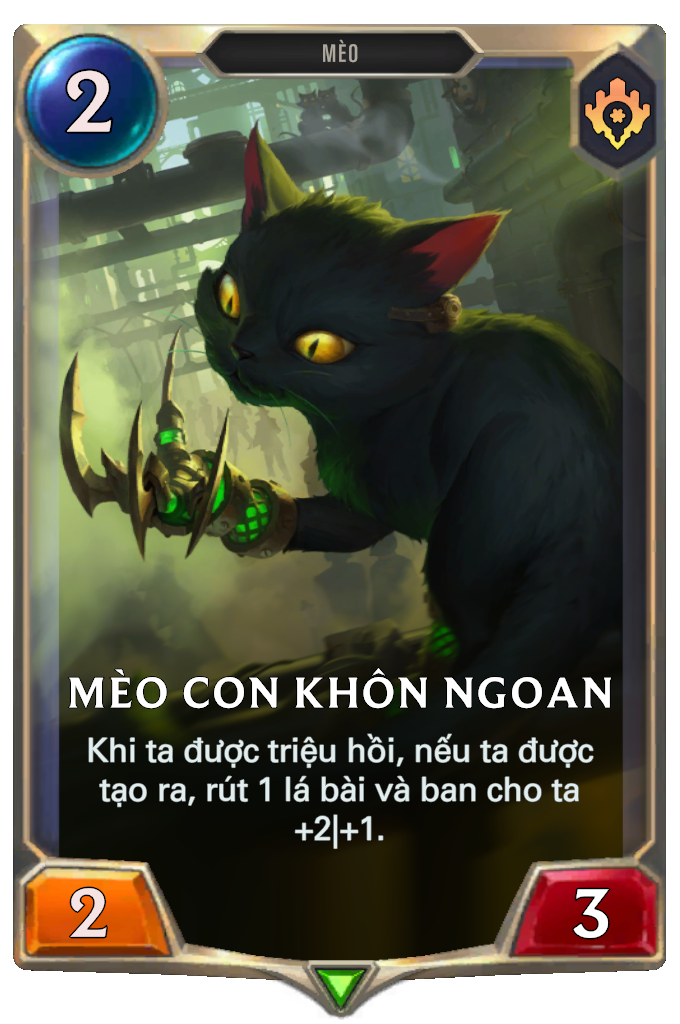 MÈO
2
MÈO CON KHÔN NGOAN
Khi ta được triệu hồi, nếu ta được
tạo ra, rút 1 lá bài và ban cho ta
+2|+1.
2
3